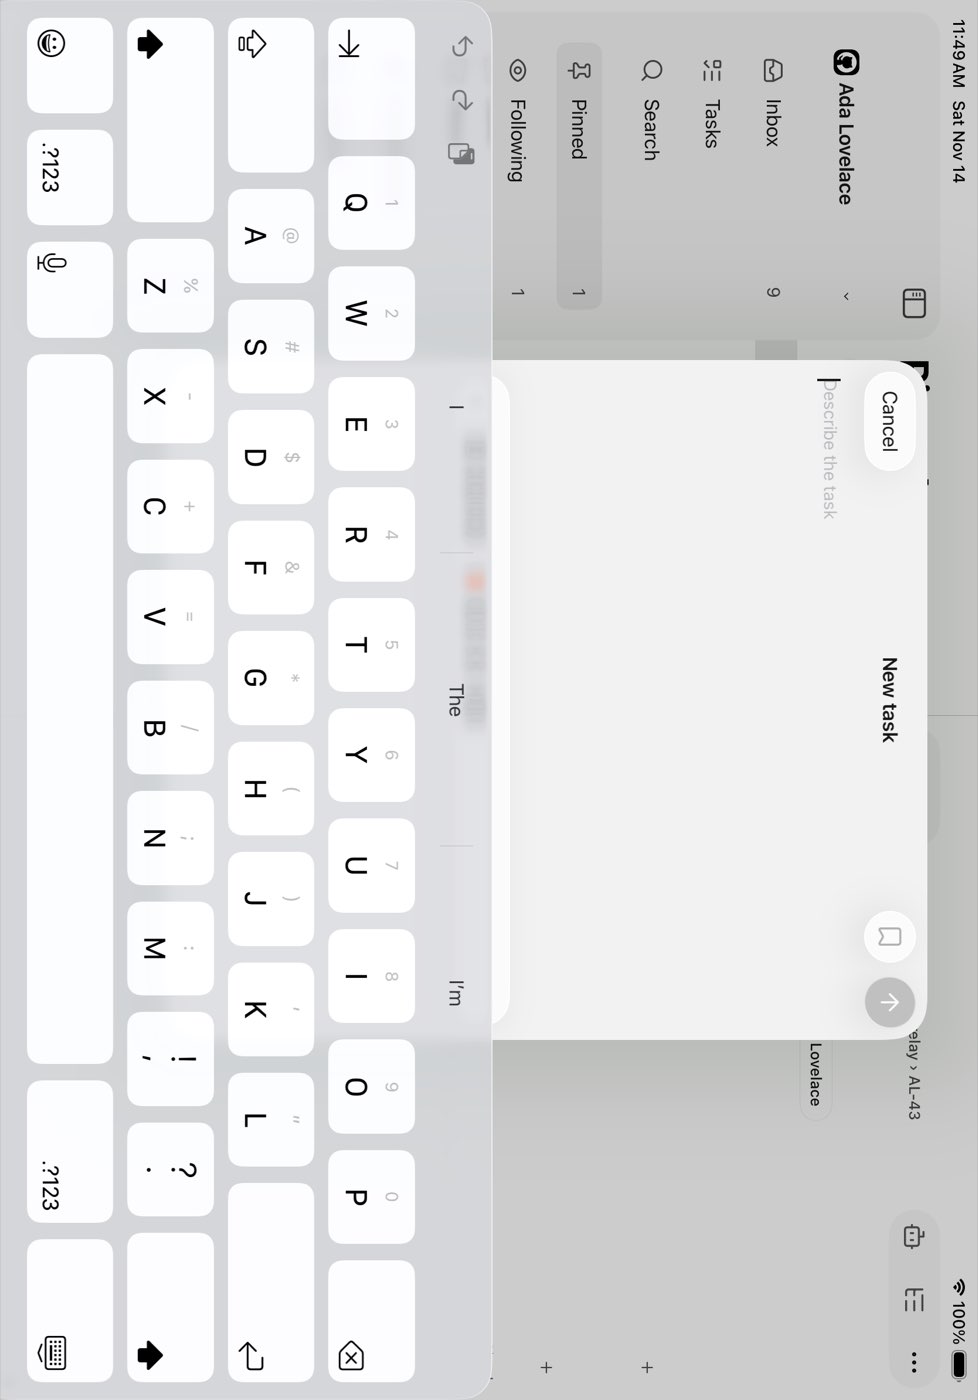 11:49 AM Sat Nov 14
100%
elay › AL-43
Cancel
New task
Ada Lovelace
Describe the task
Lovelace
Inbox 9
Tasks
Search
Pinned 1
Following 1
I The I'm
1 2 3 4 5 6 7 8 9 0
Q W E R T Y U I O P
@ # $ & * ( ) ' "
A S D F G H J K L
% - + = / ; : ! ?
Z X C V B N M , .
.?123 .?123